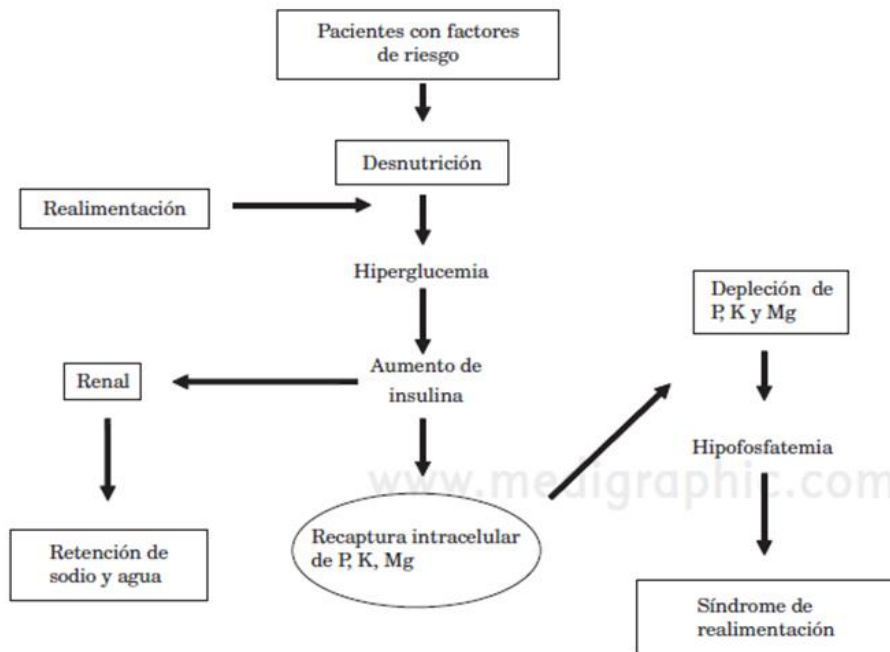 Pacientes con factores
de riesgo
Desnutrición
Realimentación
Hiperglucemia
Depleción de
P, K y Mg
Renal
Aumento de
insulina
Hipofosfatemia
www.medigraphic.com
Retención de
sodio y agua
Recaptura intracelular
de P, K, Mg
Síndrome de
realimentación